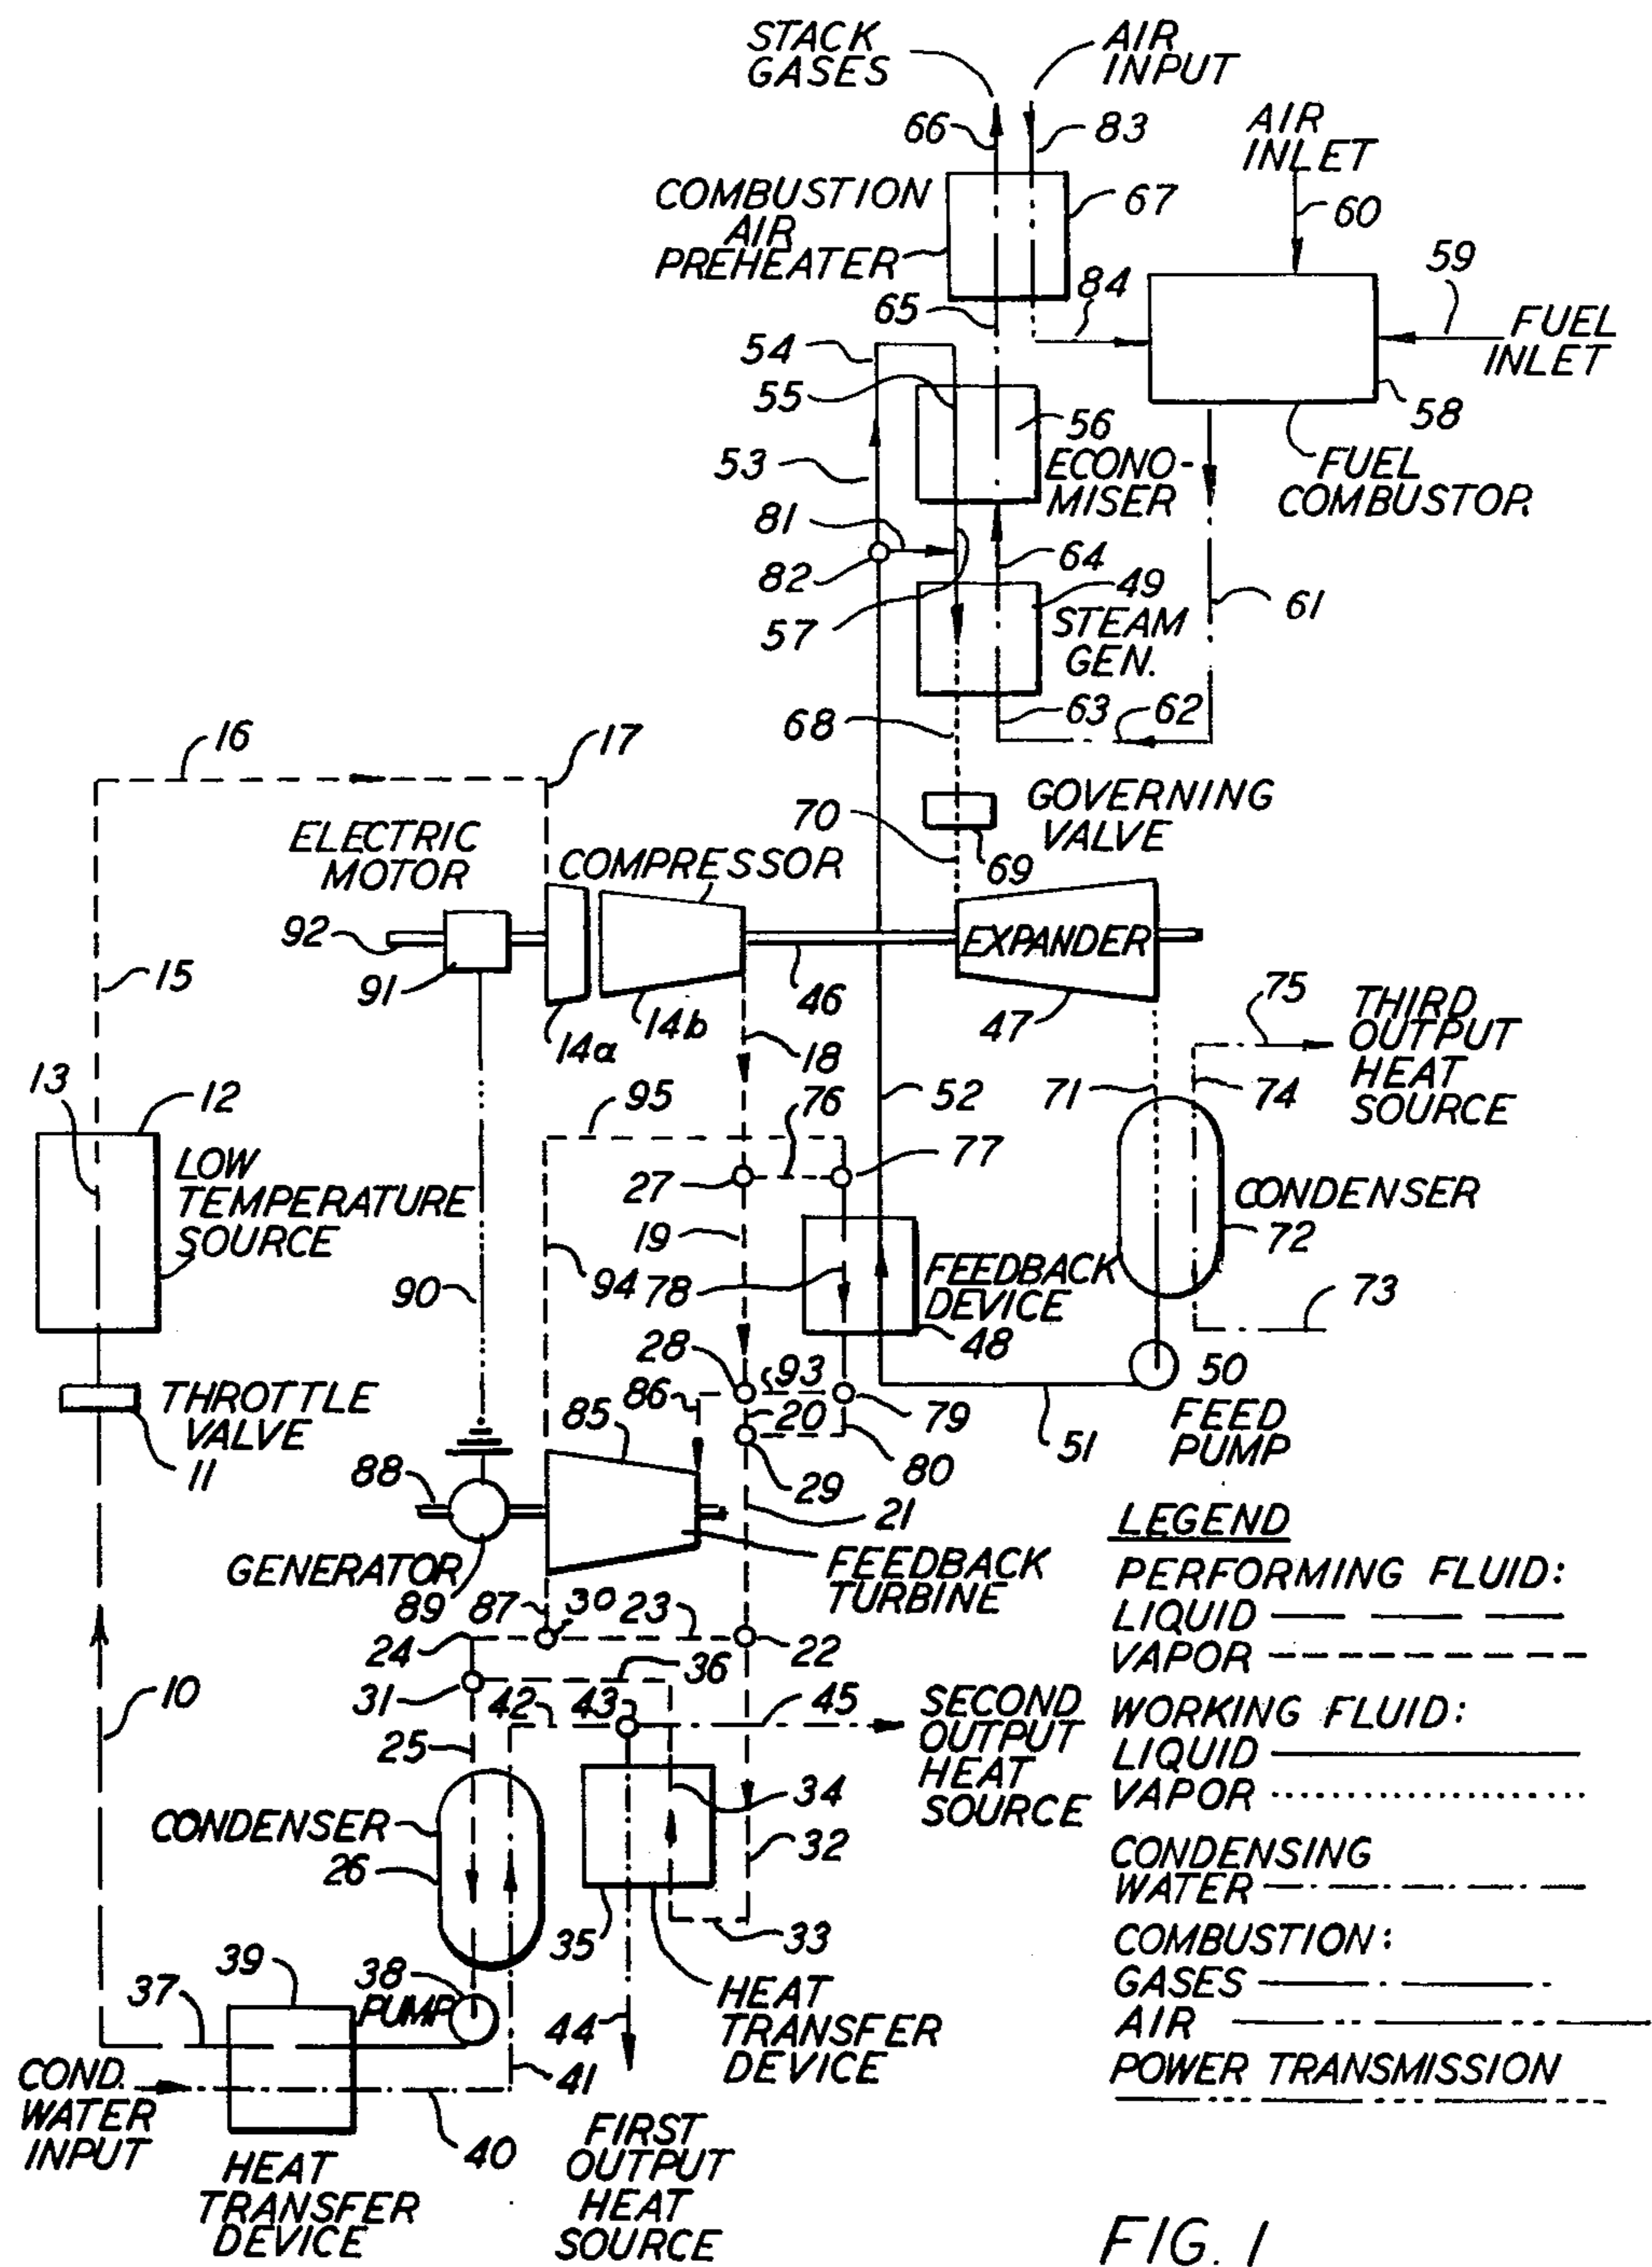 STACK
GASES
AIR
INPUT
66
83
AIR
INLET
COMBUSTION
AIR
PREHEATER
67
60
59
84
65
FUEL
INLET
54
55
56
58
53
ECONO-
MISER
FUEL
COMBUSTOR
81
82
64
49
57
STEAM
GEN.
61
68
63
62
16
17
GOVERNING
VALVE
70
69
ELECTRIC
MOTOR
COMPRESSOR
92
91
EXPANDER
15
14a
14b
46
47
75
THIRD
OUTPUT
HEAT
SOURCE
18
13
12
95
76
52
71
74
LOW
TEMPERATURE
SOURCE
27
77
CONDENSER
72
19
90
94
78
FEEDBACK
DEVICE
73
48
28
93
50
FEED
PUMP
THROTTLE
VALVE
11
86
85
20
79
51
80
88
29
21
GENERATOR
89
FEEDBACK
TURBINE
87
30
23
24
22
10
31
36
42
43
45
SECOND
OUTPUT
HEAT
SOURCE
25
34
CONDENSER
26
32
35
33
39
38
PUMP
37
HEAT
TRANSFER
DEVICE
44
COND.
WATER
INPUT
41
40
HEAT
TRANSFER
DEVICE
FIRST
OUTPUT
HEAT
SOURCE
LEGEND
PERFORMING FLUID:
LIQUID
VAPOR
WORKING FLUID:
LIQUID
VAPOR
CONDENSING
WATER
COMBUSTION:
GASES
AIR
POWER TRANSMISSION
FIG. 1